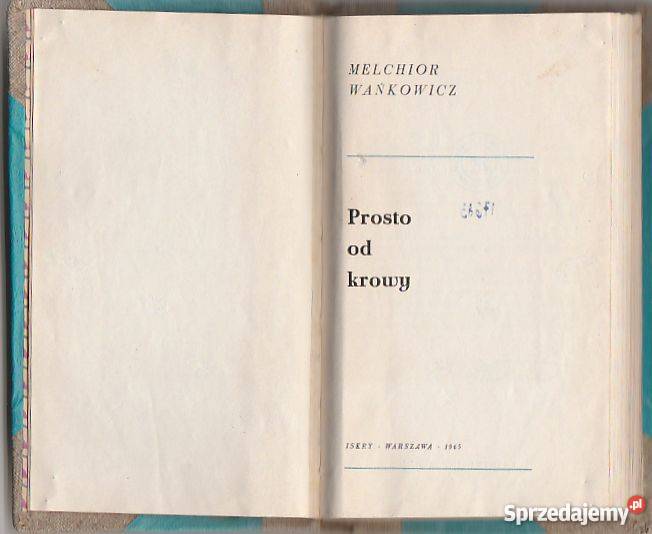 MELCHIOR
WAŃKOWICZ
Prosto
od
krowy
ISKRY · WARSZAWA · 1965
Sprzedajemy.pl